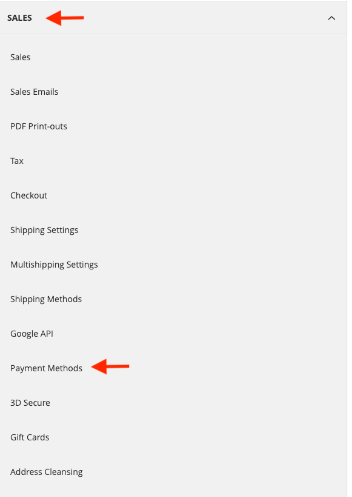 SALES
Sales
Sales Emails
PDF Print-outs
Tax
Checkout
Shipping Settings
Multishipping Settings
Shipping Methods
Google API
Payment Methods
3D Secure
Gift Cards
Address Cleansing